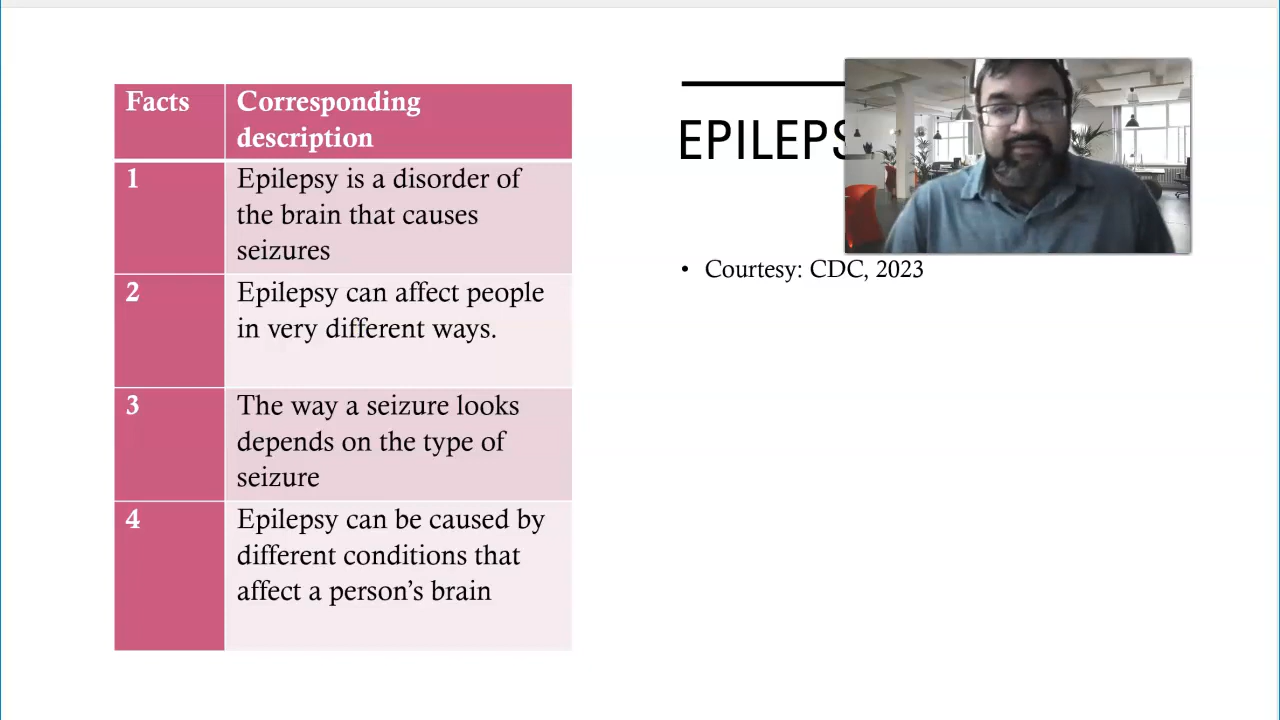 Facts
Corresponding
description
1
Epilepsy is a disorder of
the brain that causes
seizures
2
Epilepsy can affect people
in very different ways.
3
The way a seizure looks
depends on the type of
seizure
4
Epilepsy can be caused by
different conditions that
affect a person’s brain
• Courtesy: CDC, 2023